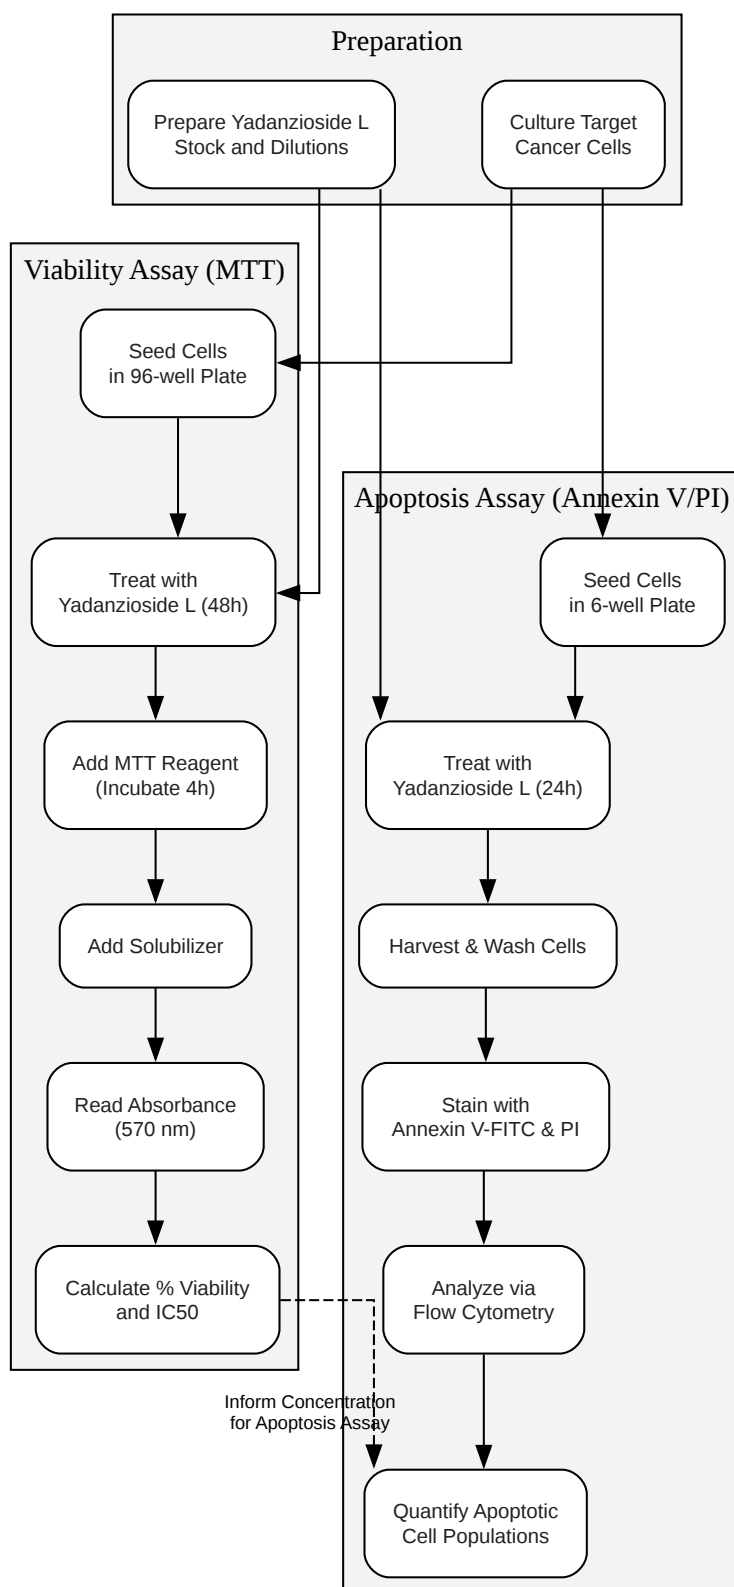 Preparation
Prepare Yadanzioside L
Stock and Dilutions
Culture Target
Cancer Cells
Viability Assay (MTT)
Seed Cells
in 96-well Plate
Treat with
Yadanzioside L (48h)
Add MTT Reagent
(Incubate 4h)
Add Solubilizer
Read Absorbance
(570 nm)
Calculate % Viability
and IC50
Inform Concentration
for Apoptosis Assay
Apoptosis Assay (Annexin V/PI)
Seed Cells
in 6-well Plate
Treat with
Yadanzioside L (24h)
Harvest & Wash Cells
Stain with
Annexin V-FITC & PI
Analyze via
Flow Cytometry
Quantify Apoptotic
Cell Populations